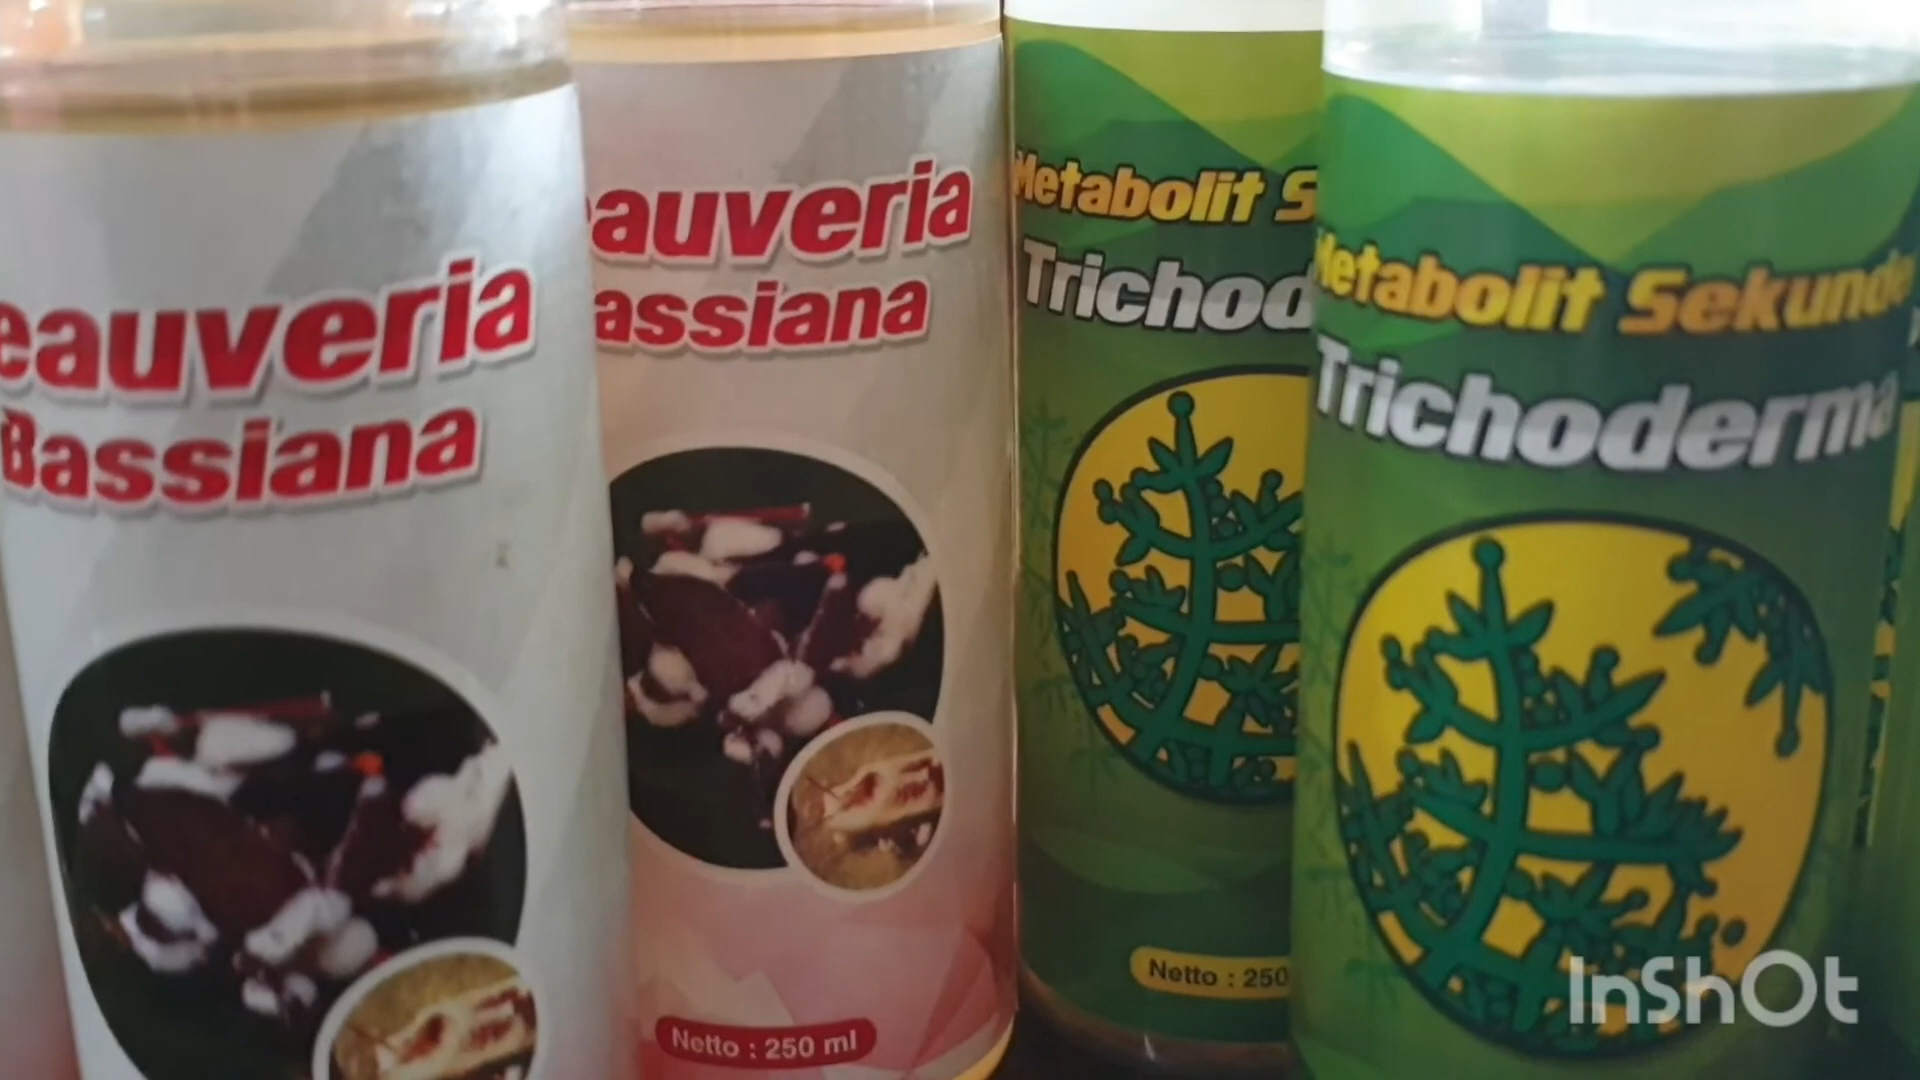 eauveria
Bassiana
eauveria
assiana
Netto : 250 ml
Metabolit S
Trichod
Netto : 250
Metabolit Sekunde
Trichoderma
InShOt